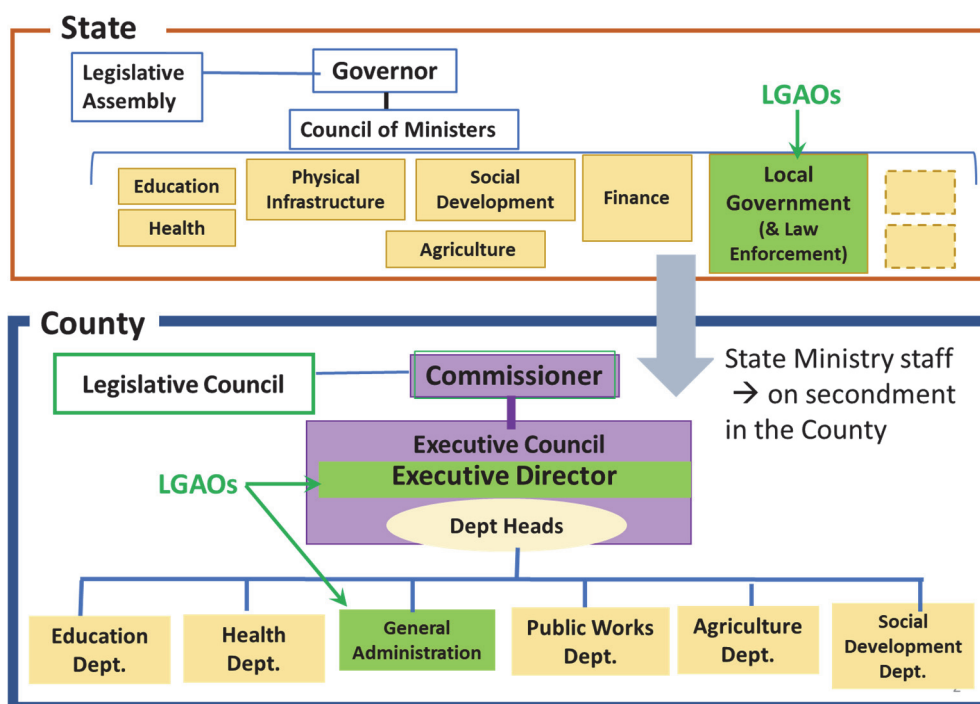 State
Legislative
Assembly
Governor
Council of Ministers
LGAOs
Education
Health
Physical
Infrastructure
Social
Development
Agriculture
Finance
Local
Government
(& Law
Enforcement)
County
Legislative Council
Commissioner
State Ministry staff
→ on secondment
in the County
Executive Council
Executive Director
Dept Heads
LGAOs
Education
Dept.
Health
Dept.
General
Administration
Public Works
Dept.
Agriculture
Dept.
Social
Development
Dept.